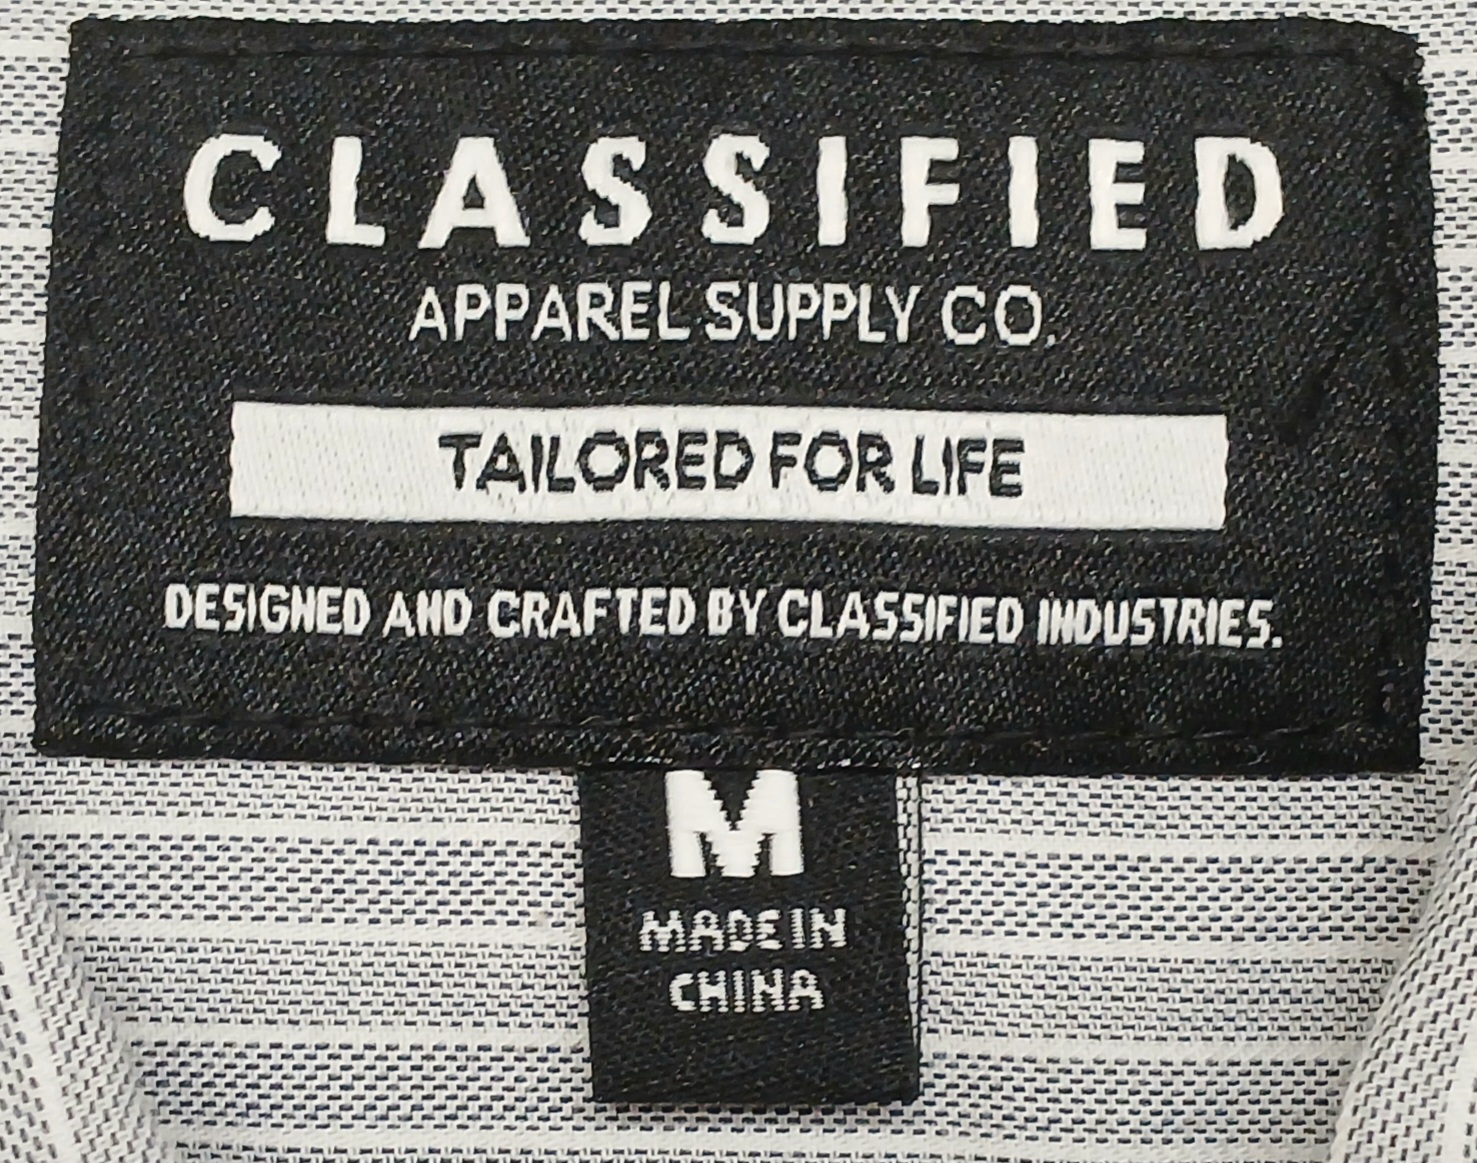 CLASSIFIED
APPAREL SUPPLY CO.
TAILORED FOR LIFE
DESIGNED AND CRAFTED BY CLASSIFIED INDUSTRIES.
M
MADE IN
CHINA